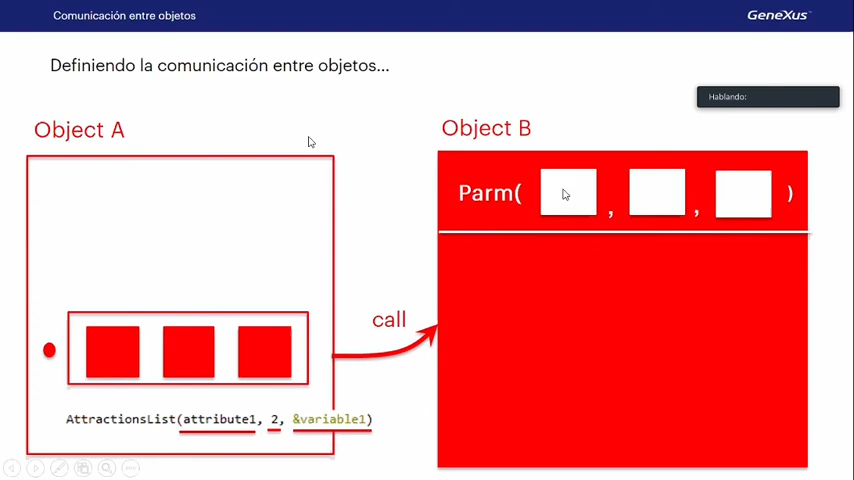 Comunicación entre objetos
GeneXus
Definiendo la comunicación entre objetos...
Hablando:
Object A
Object B
Parm( , , )
call
AttractionsList(attribute1, 2, &variable1)